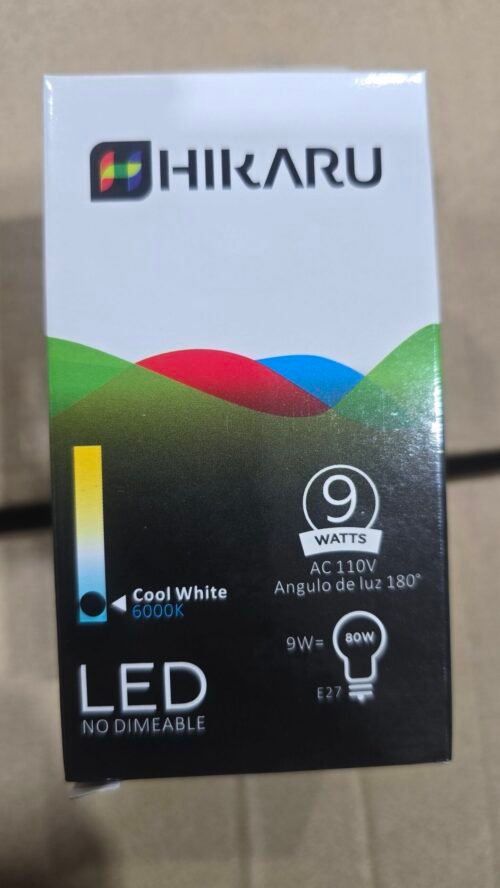 HIKARU
9
WATTS
AC 110V
Angulo de luz 180°
Cool White
6000K
9W= 80W
E27
LED
NO DIMEABLE